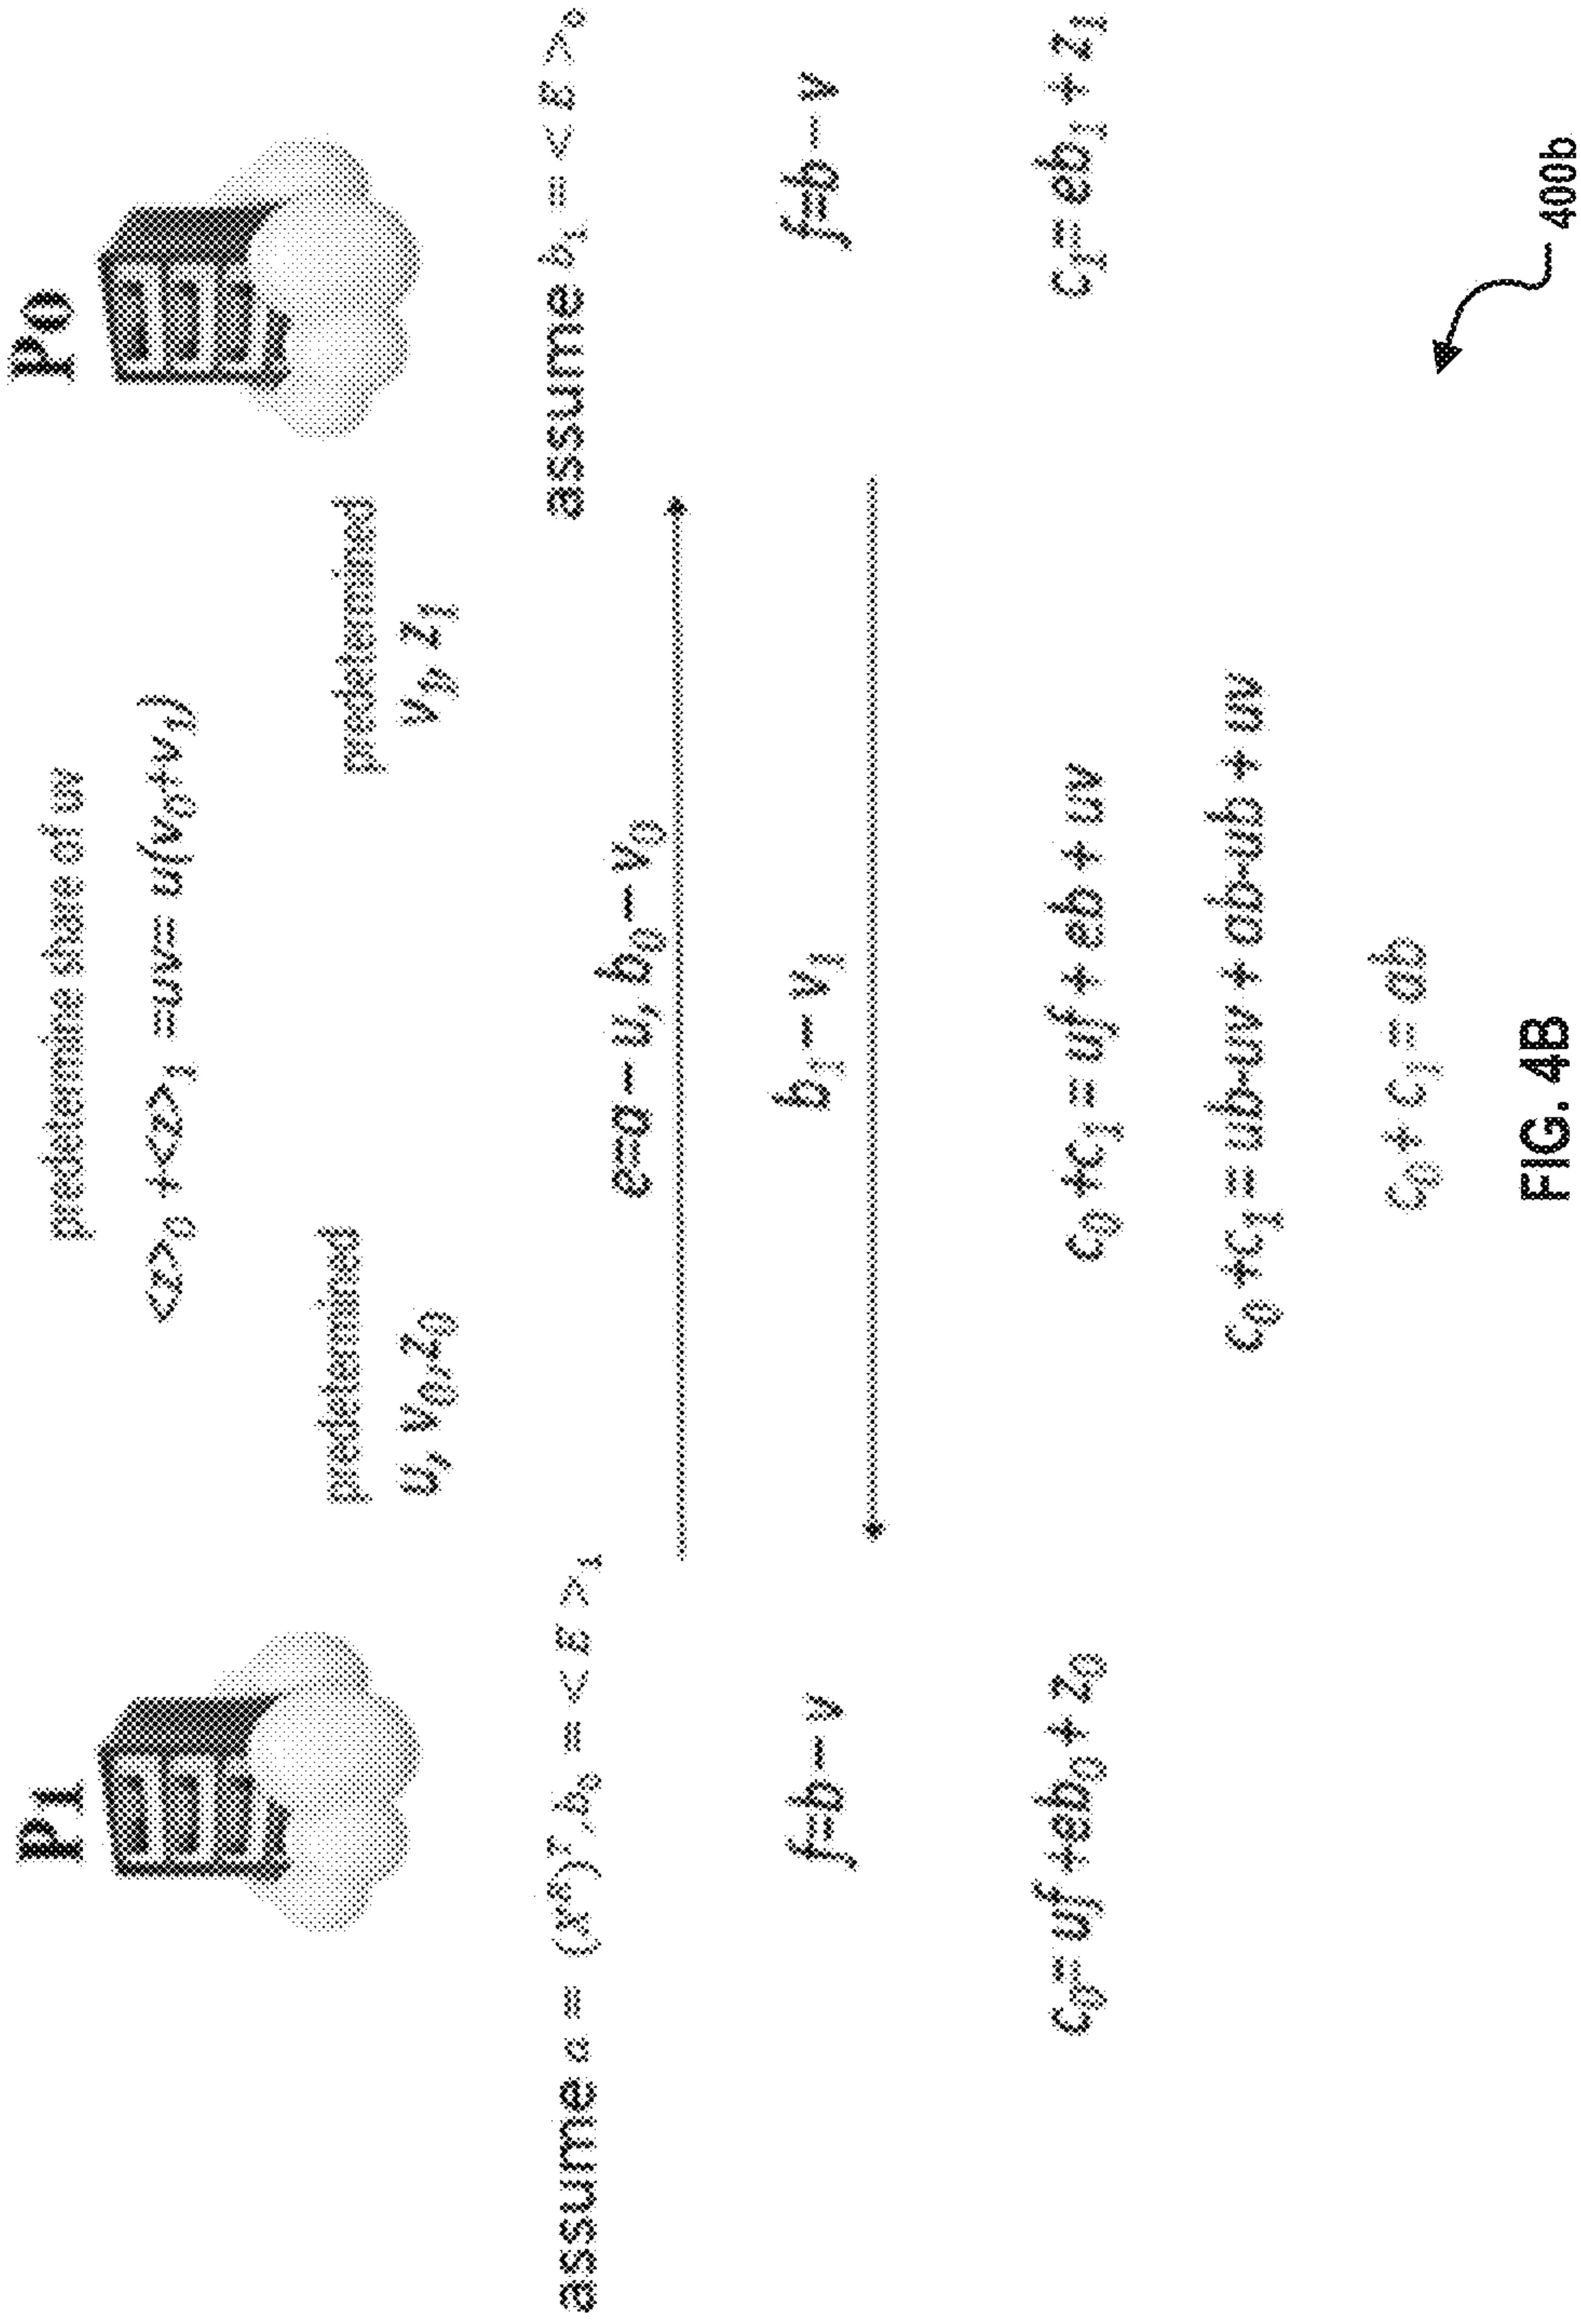 P1
P0
predetermine share of uv
<z>₀ +<z>₁ =uv= u(v₀+v₁)
predetermined
u, v₀,z₀
predetermined
v₁, z₁
assume a = (xᴮ)ᵀ, b₀ = < E >¹
assume b₁ = < E >⁰
e=a − u, b₀ − v₀
f=b − v
b₁ − v₁
f=b − v
c₀= uf +eb₀ + z₀
c₀ +c₁ = uf + eb + uv
c₁= eb₁ + z₁
c₀ +c₁ = ub-uv + ab-ub + uv
c₀ + c₁ = ab
FIG. 4B
400b